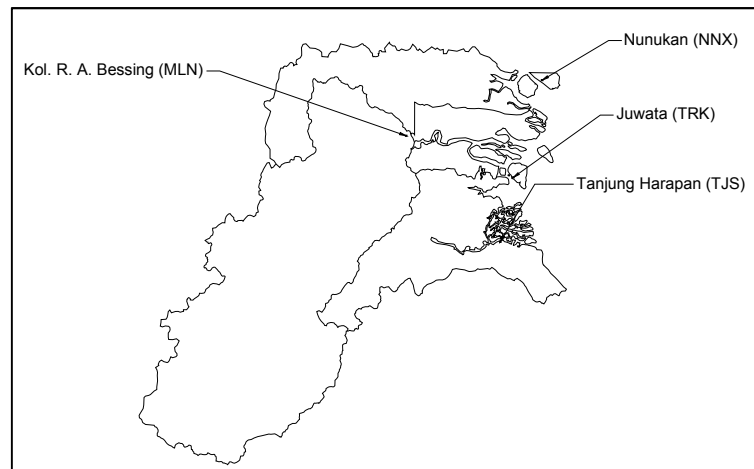 Nunukan (NNX)
Kol. R. A. Bessing (MLN)
Juwata (TRK)
Tanjung Harapan (TJS)